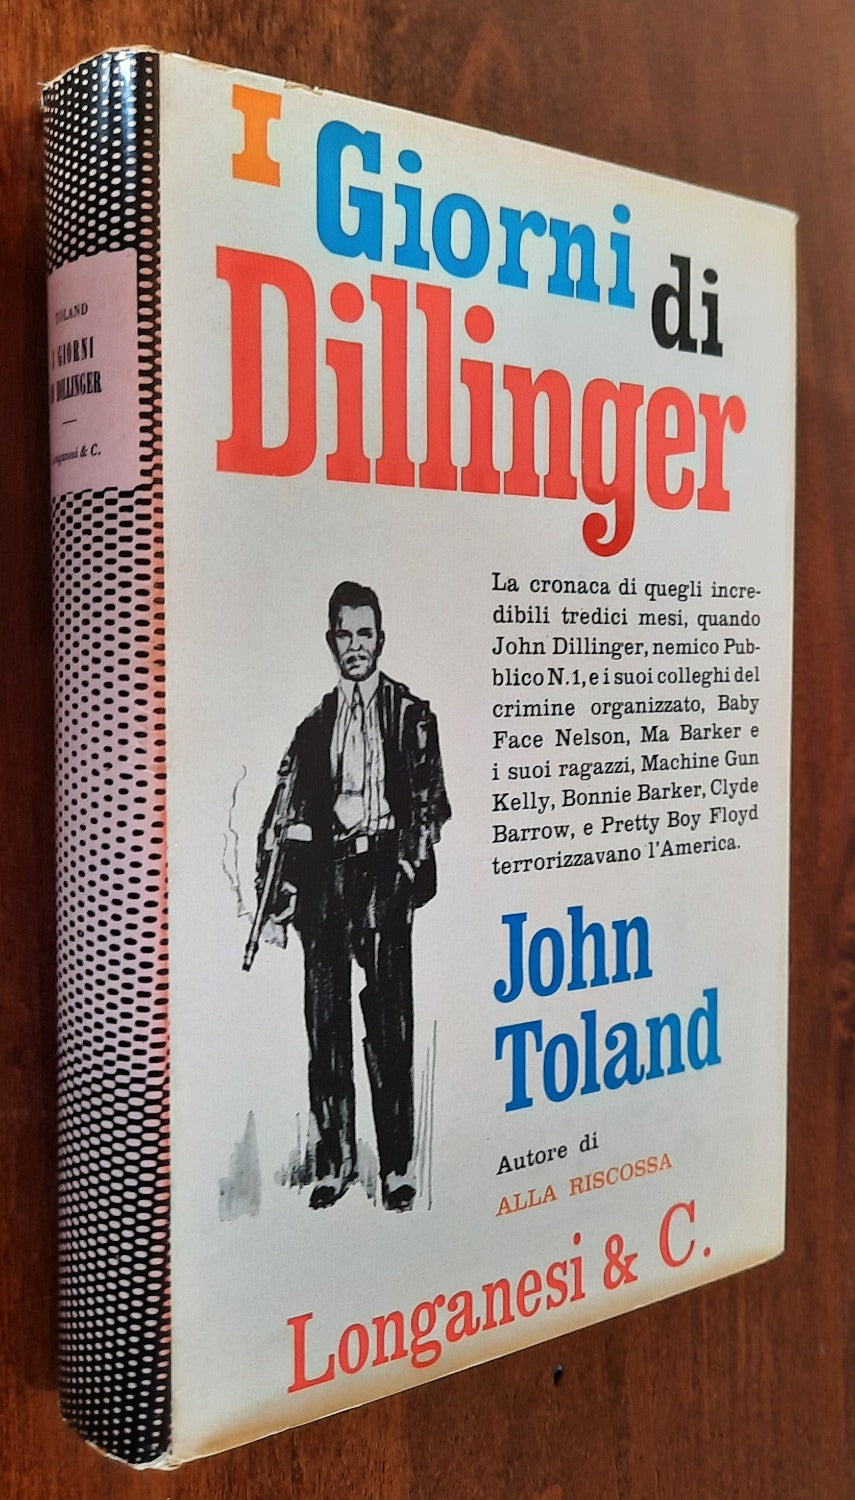 I Giorni di
Dillinger
La cronaca di quegli incre-
dibili tredici mesi, quando
John Dillinger, nemico Pub-
blico N.1, e i suoi colleghi del
crimine organizzato, Baby
Face Nelson, Ma Barker e
i suoi ragazzi, Machine Gun
Kelly, Bonnie Barker, Clyde
Barrow, e Pretty Boy Floyd
terrorizzavano l'America.
John
Toland
Autore di
ALLA RISCOSSA
Longanesi & C.
TOLAND
I GIORNI
DI DILLINGER
Longanesi & C.